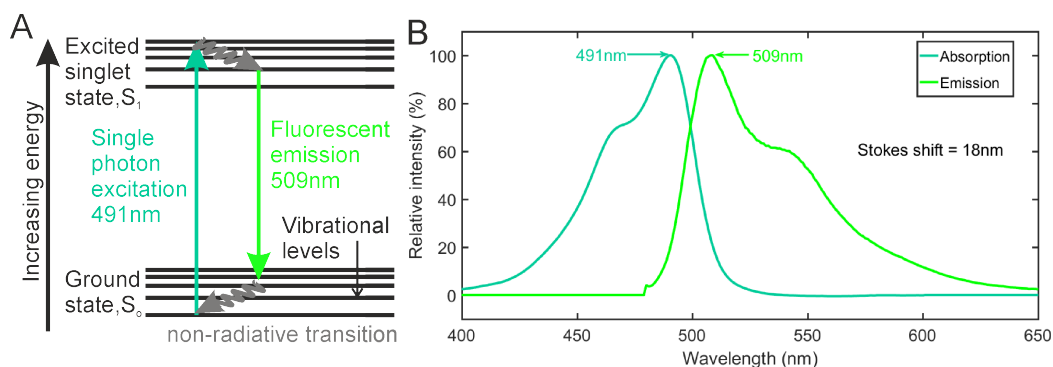 A
Increasing energy
Excited
singlet
state,S₁
Single
photon
excitation
491nm
Fluorescent
emission
509nm
Vibrational
levels
Ground
state,Sₒ
non-radiative transition
B
Relative intensity (%)
100
80
60
40
20
0
400
450
500
550
600
650
Wavelength (nm)
491nm
509nm
Absorption
Emission
Stokes shift = 18nm